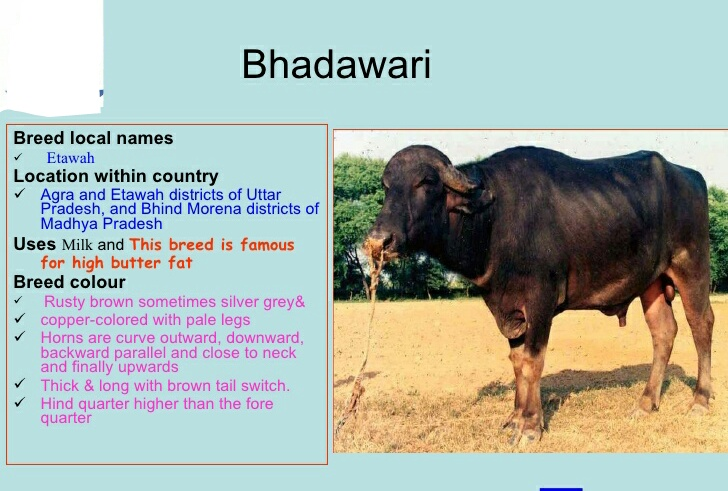 Bhadawari
Breed local names
✓ Etawah
Location within country
✓ Agra and Etawah districts of Uttar
Pradesh, and Bhind Morena districts of
Madhya Pradesh
Uses Milk and This breed is famous
for high butter fat
Breed colour
✓ Rusty brown sometimes silver grey&
✓ copper-colored with pale legs
✓ Horns are curve outward, downward,
backward parallel and close to neck
and finally upwards
✓ Thick & long with brown tail switch.
✓ Hind quarter higher than the fore
quarter